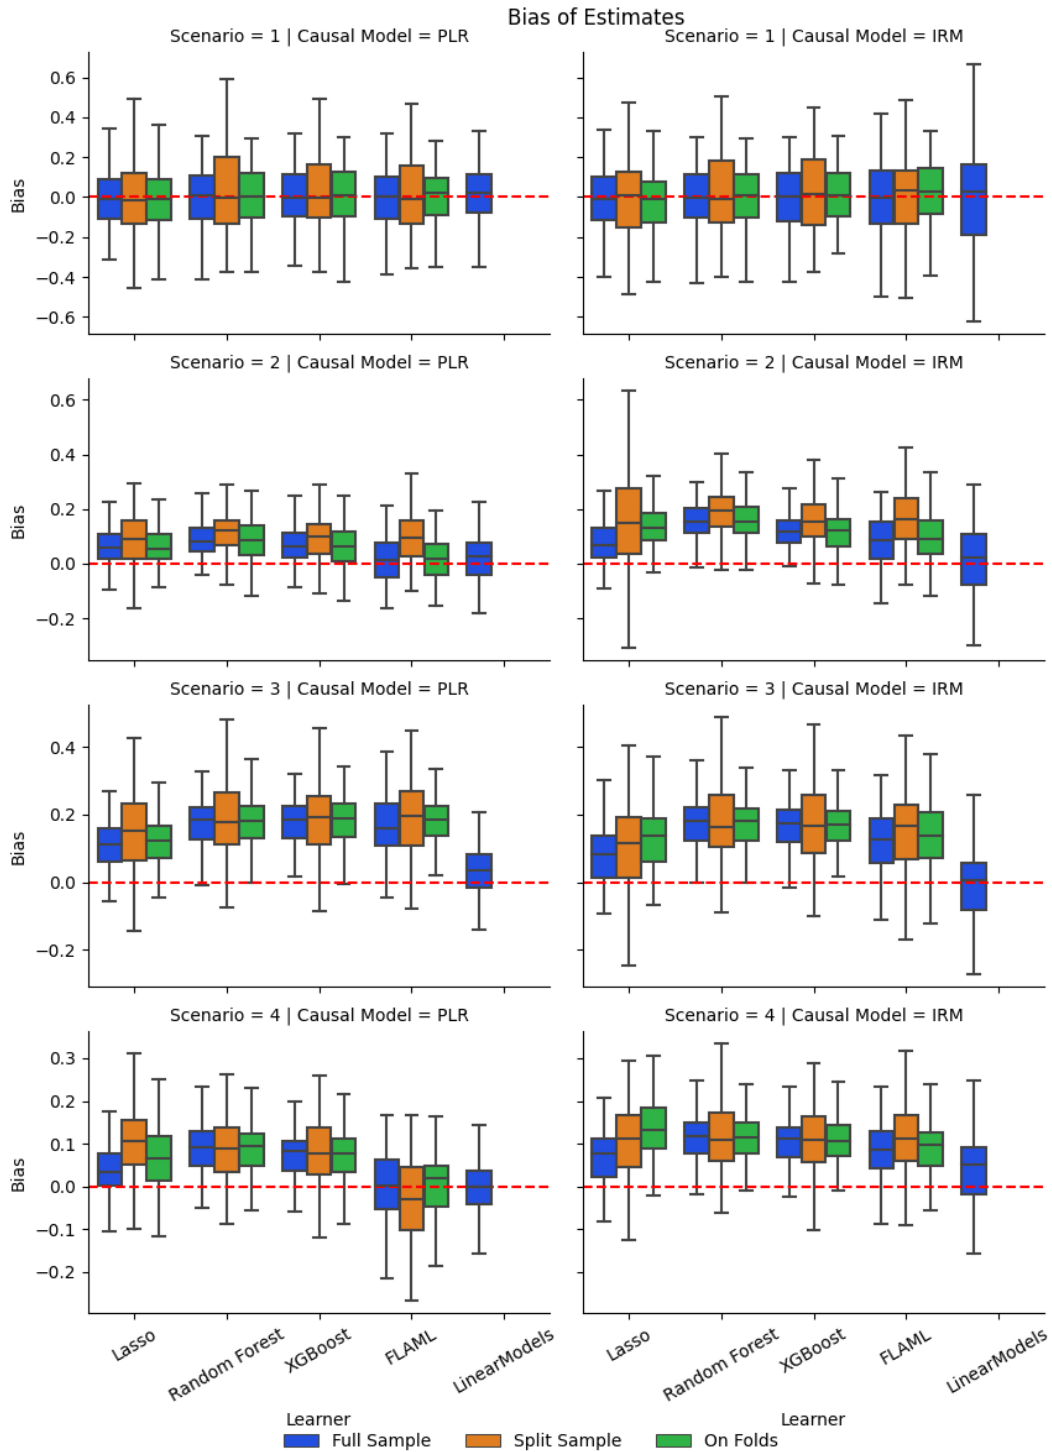 Bias of Estimates
Scenario = 1 | Causal Model = PLR
Scenario = 1 | Causal Model = IRM
0.6
0.4
0.2
0.0
−0.2
−0.4
−0.6
Bias
Scenario = 2 | Causal Model = PLR
Scenario = 2 | Causal Model = IRM
0.6
0.4
0.2
0.0
−0.2
Bias
Scenario = 3 | Causal Model = PLR
Scenario = 3 | Causal Model = IRM
0.4
0.2
0.0
−0.2
Bias
Scenario = 4 | Causal Model = PLR
Scenario = 4 | Causal Model = IRM
0.3
0.2
0.1
0.0
−0.1
−0.2
Bias
Lasso
Random Forest
XGBoost
FLAML
LinearModels
Lasso
Random Forest
XGBoost
FLAML
LinearModels
Learner
Learner
Full Sample
Split Sample
On Folds